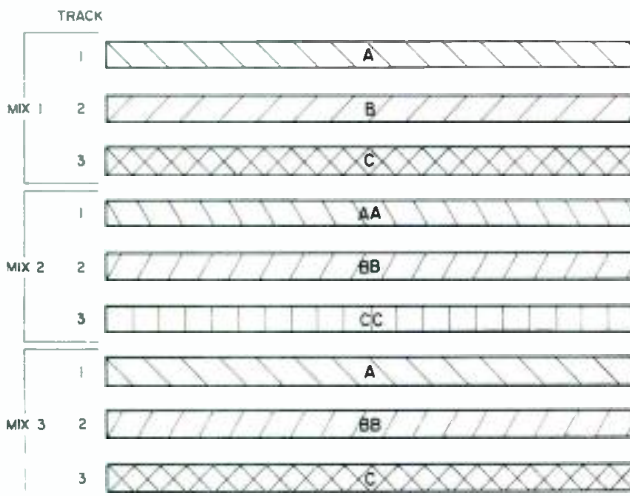 TRACK
1 A
MIX 1 2 B
3 C
1 AA
MIX 2 2 BB
3 CC
1 A
MIX 3 2 BB
3 C